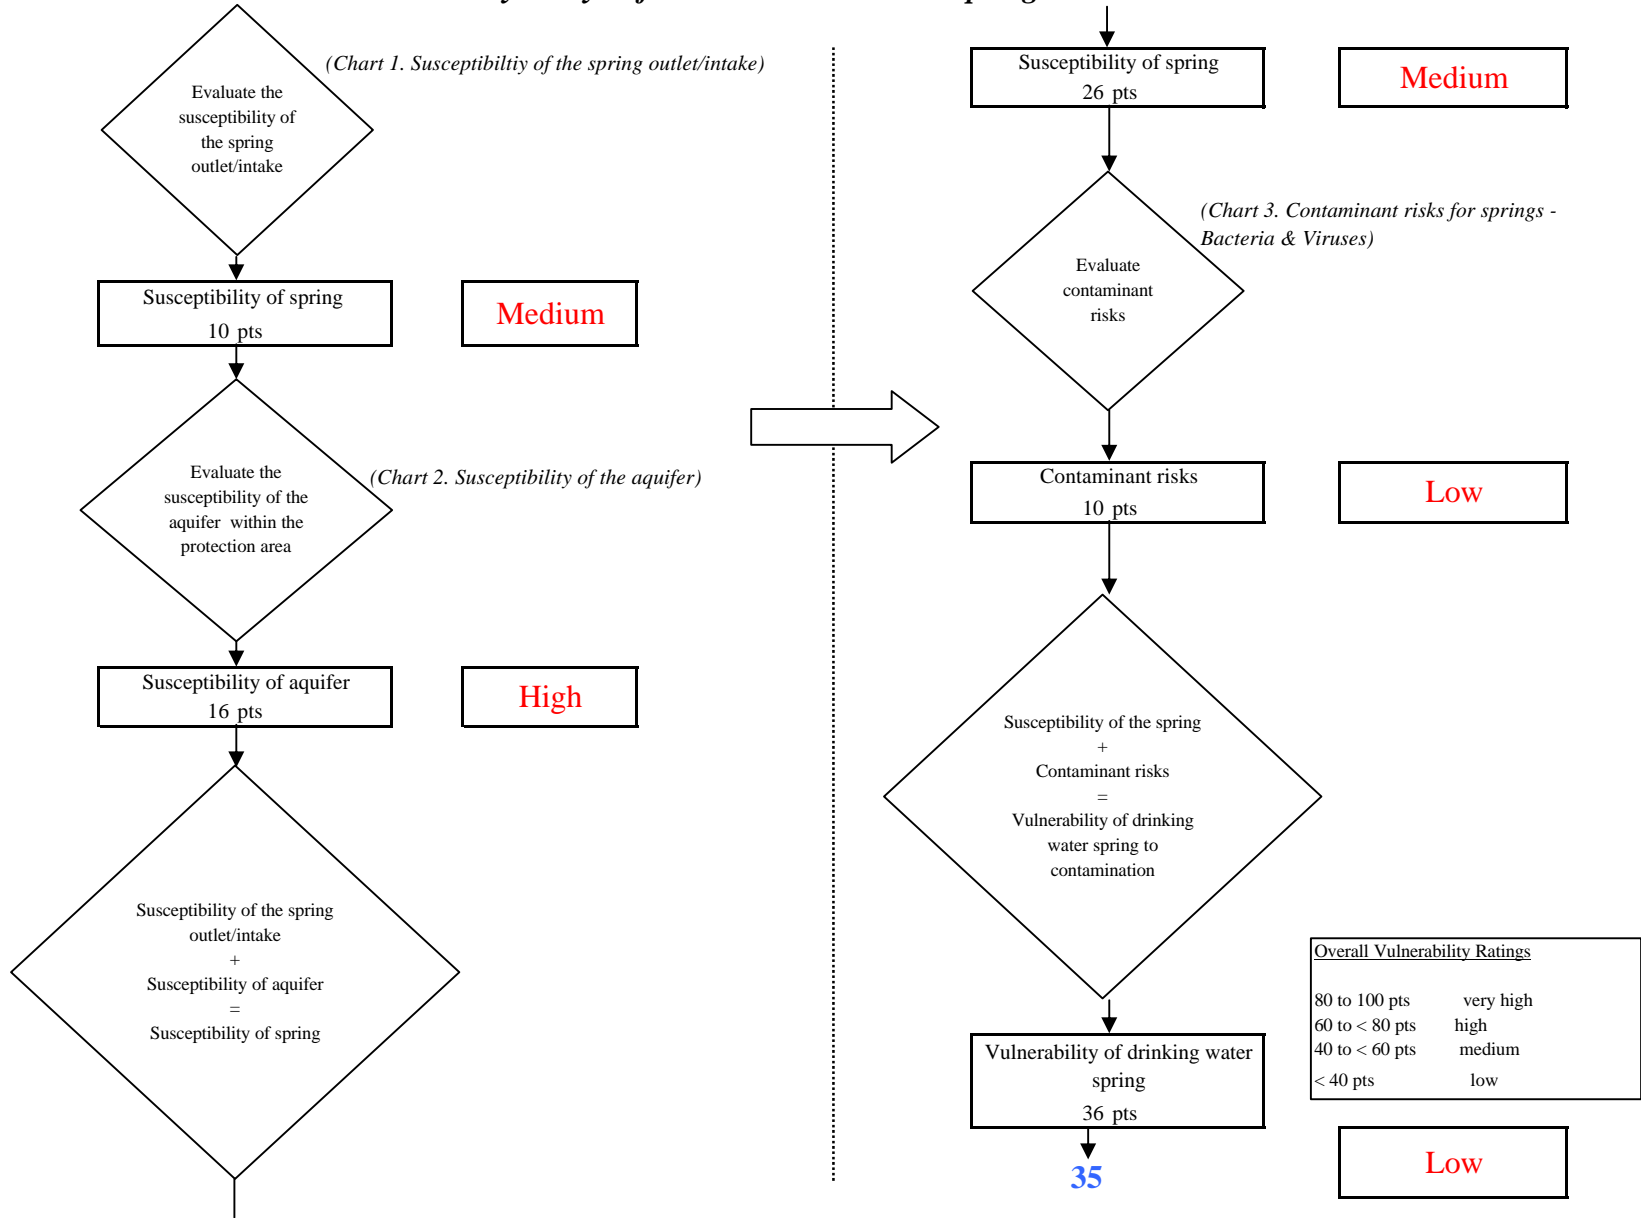 (Chart 1. Susceptibiltiy of the spring outlet/intake)
Evaluate the
susceptibility of
the spring
outlet/intake
Susceptibility of spring
10 pts
Medium
Evaluate the
susceptibility of the
aquifer within the
protection area
(Chart 2. Susceptibility of the aquifer)
Susceptibility of aquifer
16 pts
High
Susceptibility of the spring
outlet/intake
+
Susceptibility of aquifer
=
Susceptibility of spring
Susceptibility of spring
26 pts
Medium
(Chart 3. Contaminant risks for springs -
Bacteria & Viruses)
Evaluate
contaminant
risks
Contaminant risks
10 pts
Low
Susceptibility of the spring
+
Contaminant risks
=
Vulnerability of drinking
water spring to
contamination
Overall Vulnerability Ratings
80 to 100 pts very high
60 to < 80 pts high
40 to < 60 pts medium
< 40 pts low
Vulnerability of drinking water
spring
36 pts
35
Low